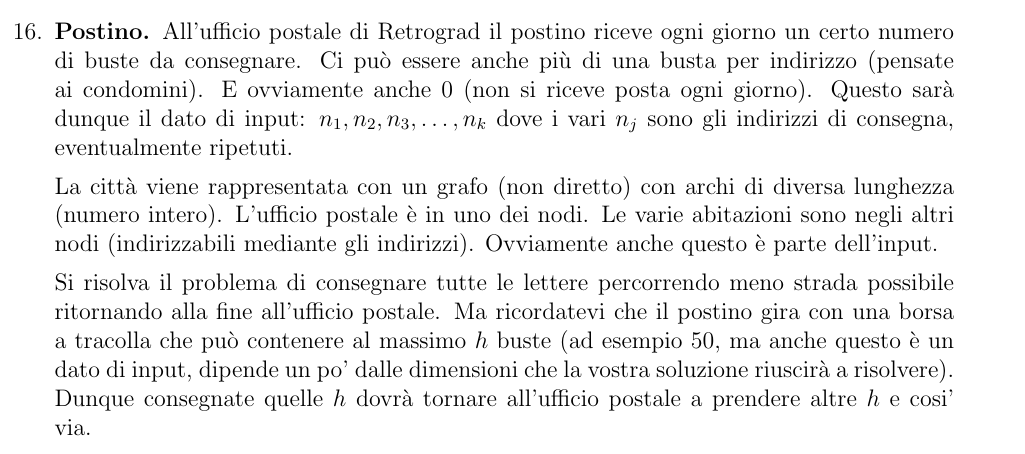 16. Postino. All'ufficio postale di Retrograd il postino riceve ogni giorno un certo numero
di buste da consegnare. Ci può essere anche più di una busta per indirizzo (pensate
ai condomini). E ovviamente anche 0 (non si riceve posta ogni giorno). Questo sarà
dunque il dato di input: n₁, n₂, n₃, . . . , nₖ dove i vari nⱼ sono gli indirizzi di consegna,
eventualmente ripetuti.
La città viene rappresentata con un grafo (non diretto) con archi di diversa lunghezza
(numero intero). L'ufficio postale è in uno dei nodi. Le varie abitazioni sono negli altri
nodi (indirizzabili mediante gli indirizzi). Ovviamente anche questo è parte dell'input.
Si risolva il problema di consegnare tutte le lettere percorrendo meno strada possibile
ritornando alla fine all'ufficio postale. Ma ricordatevi che il postino gira con una borsa
a tracolla che può contenere al massimo h buste (ad esempio 50, ma anche questo è un
dato di input, dipende un po' dalle dimensioni che la vostra soluzione riuscirà a risolvere).
Dunque consegnate quelle h dovrà tornare all'ufficio postale a prendere altre h e cosi'
via.